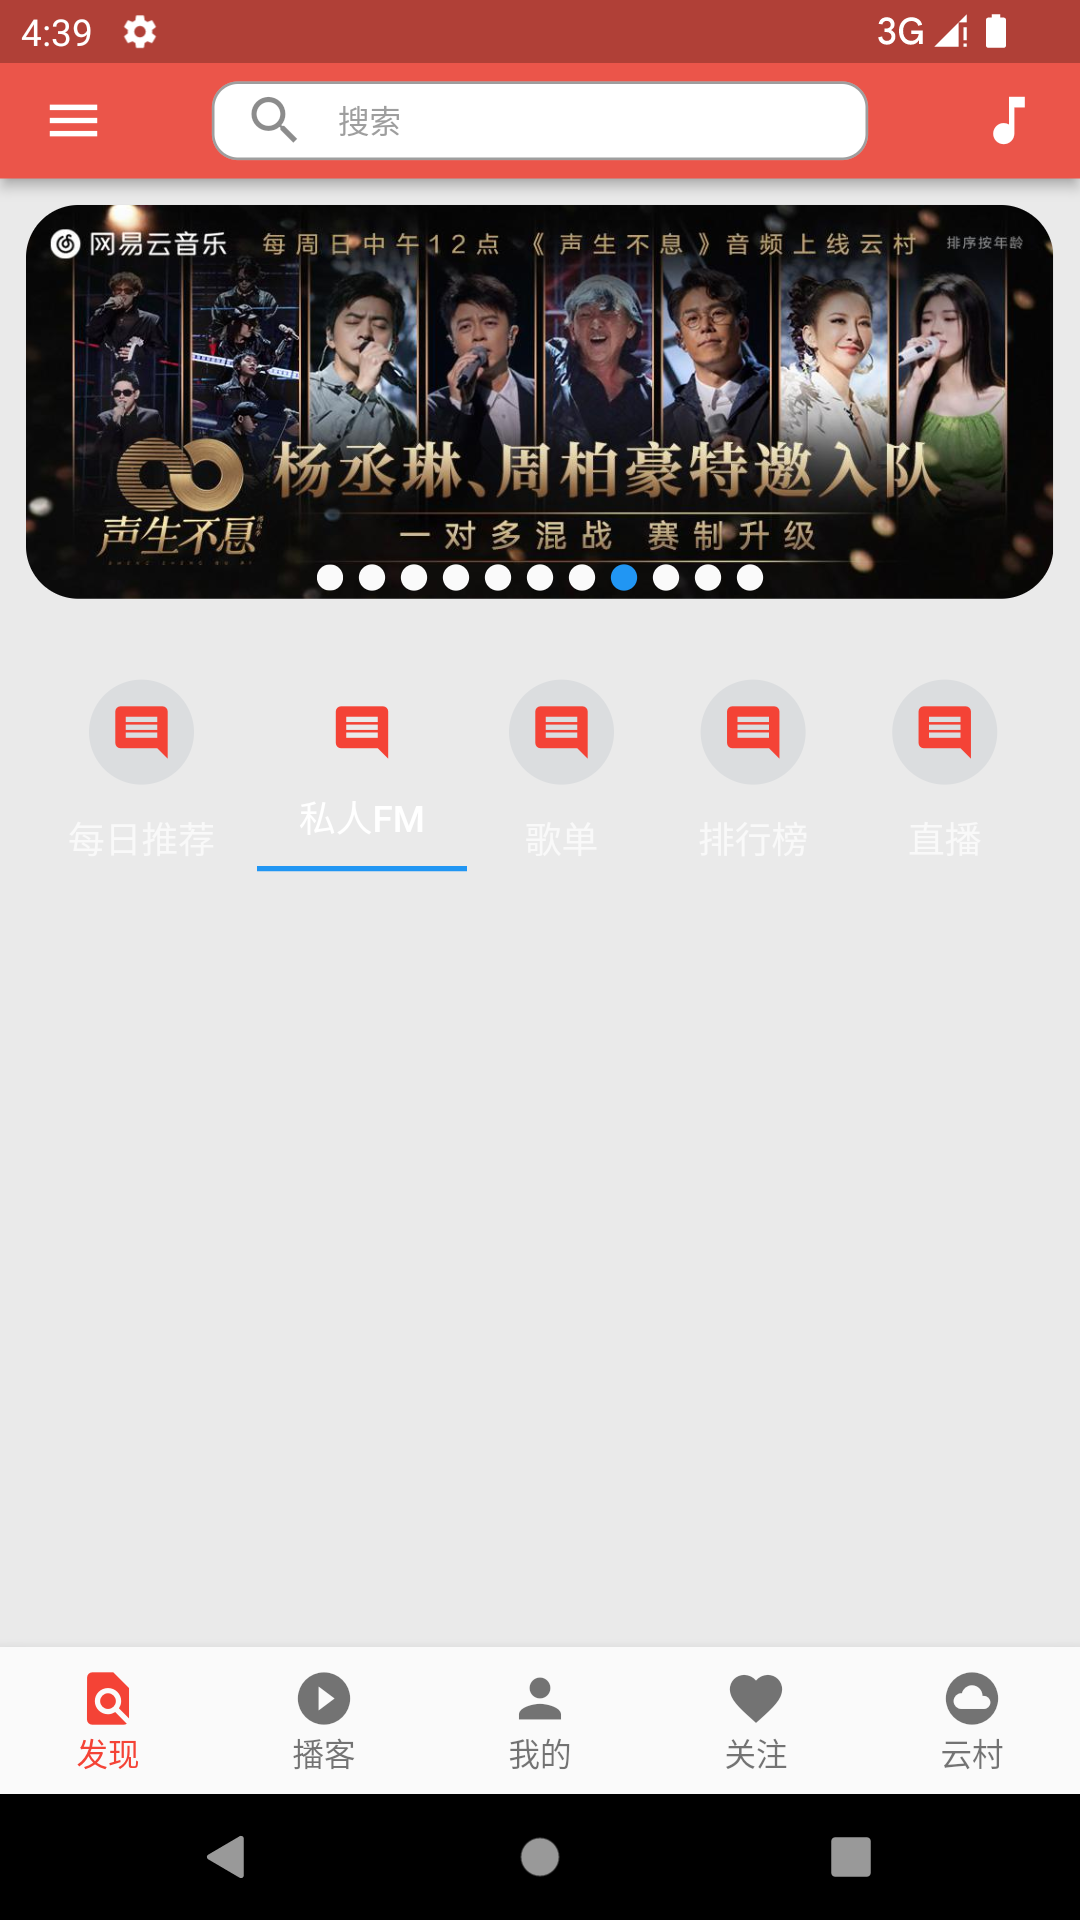 4:39 3G
搜索
网易云音乐 每周日中午12点《声生不息》音频上线云村 排序按年龄
杨丞琳、周柏豪特邀入队
声生不息
一对多混战 赛制升级
每日推荐 私人FM 歌单 排行榜 直播
发现 播客 我的 关注 云村